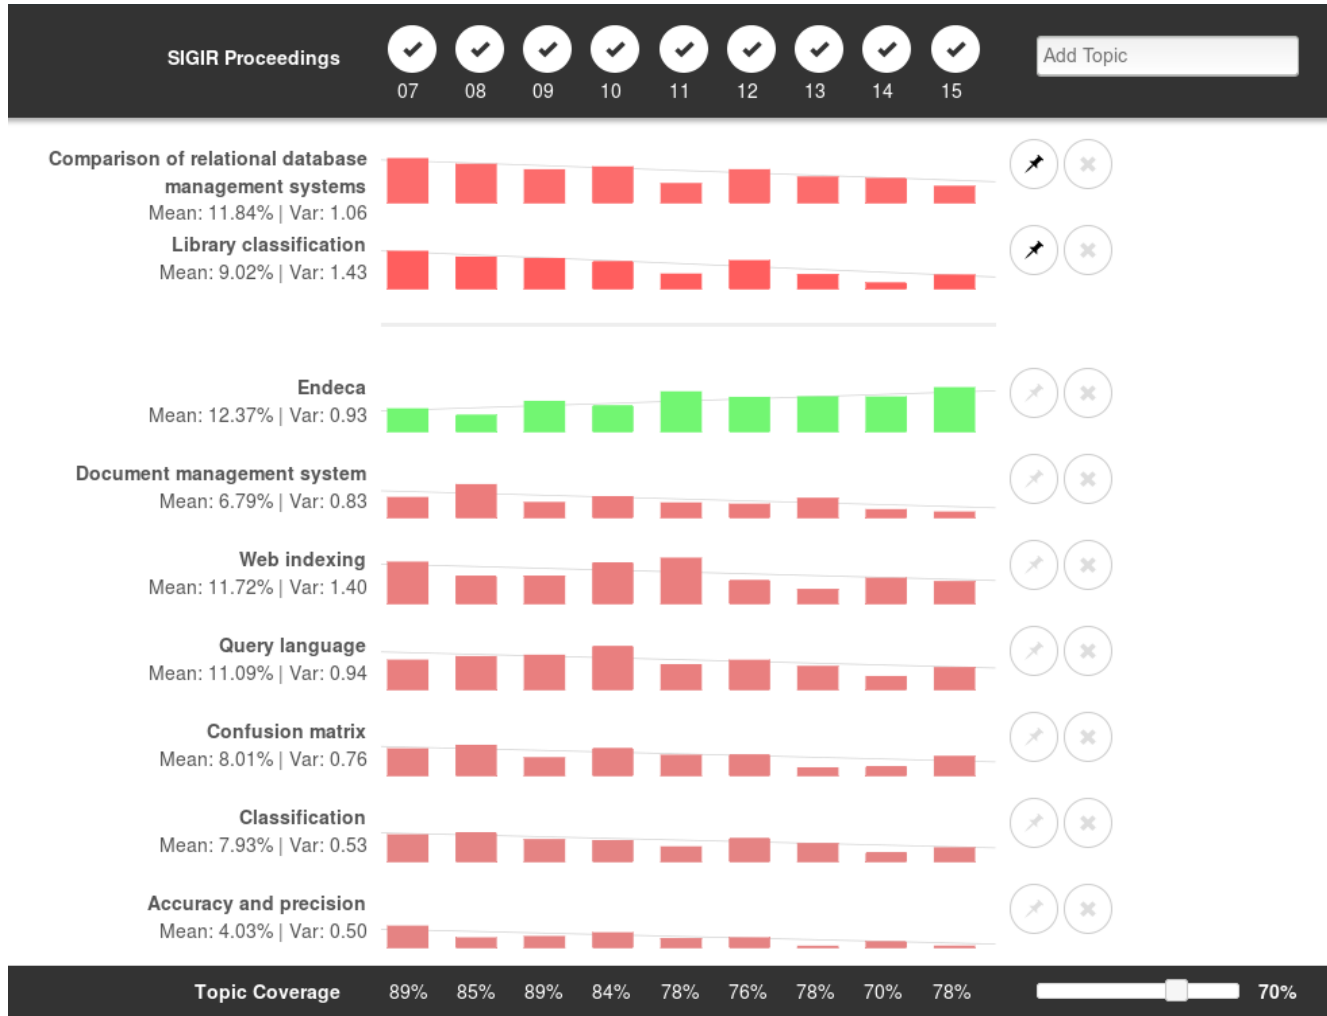 SIGIR Proceedings
07 08 09 10 11 12 13 14 15
Add Topic
Comparison of relational database
management systems
Mean: 11.84% | Var: 1.06
Library classification
Mean: 9.02% | Var: 1.43
Endeca
Mean: 12.37% | Var: 0.93
Document management system
Mean: 6.79% | Var: 0.83
Web indexing
Mean: 11.72% | Var: 1.40
Query language
Mean: 11.09% | Var: 0.94
Confusion matrix
Mean: 8.01% | Var: 0.76
Classification
Mean: 7.93% | Var: 0.53
Accuracy and precision
Mean: 4.03% | Var: 0.50
Topic Coverage 89% 85% 89% 84% 78% 76% 78% 70% 78% 70%